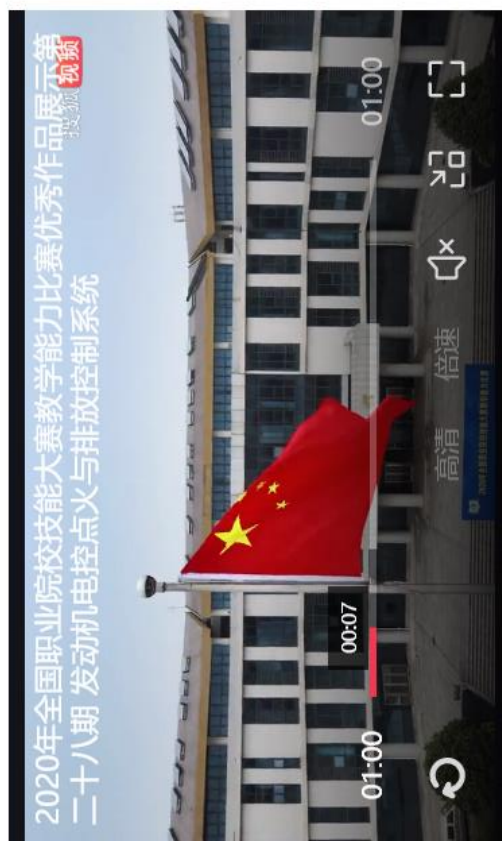 2020年全国职业院校技能大赛教学能力比赛优秀作品展示第
二十八期 发动机电控点火与排放控制系统
搜狐视频
00:07
01:00
01:00
高清
倍速